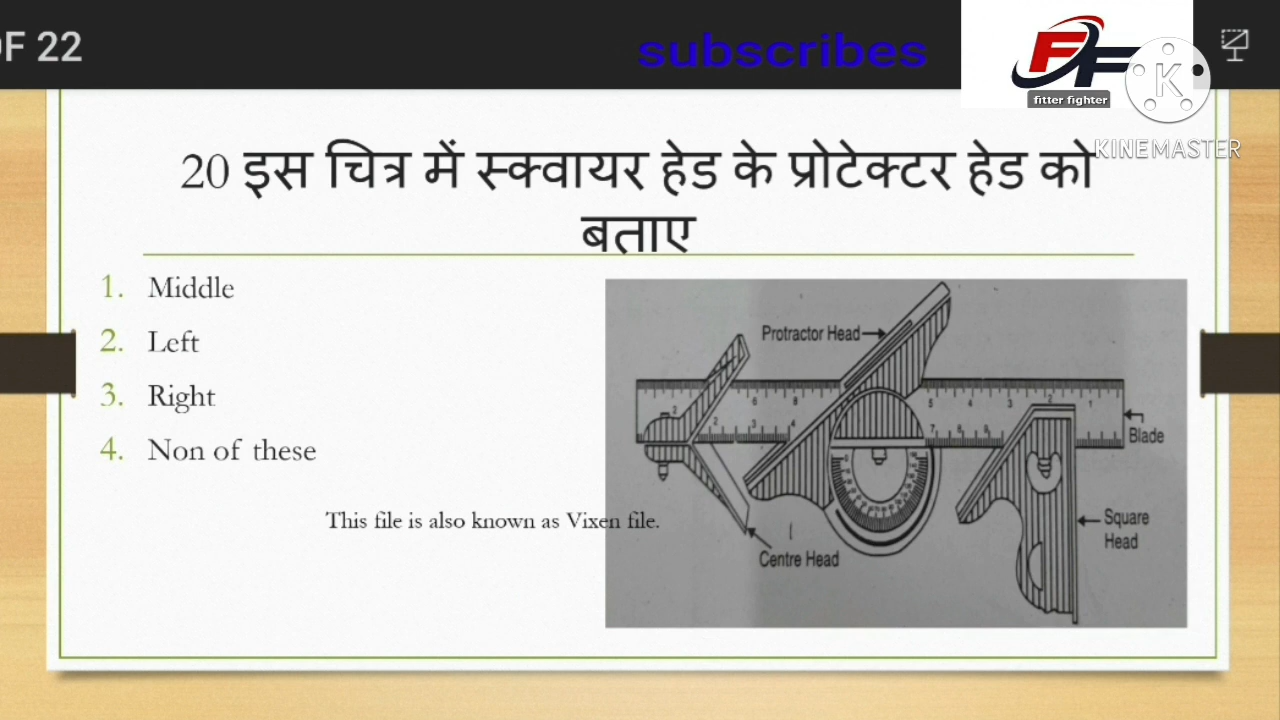 OF 22
subscribes
FF
fitter fighter
K
KINEMASTER
20 इस चित्र में स्क्वायर हेड के प्रोटेक्टर हेड को
बताए
1. Middle
2. Left
3. Right
4. Non of these
This file is also known as Vixen file.
Protractor Head
Blade
Square
Head
Centre Head